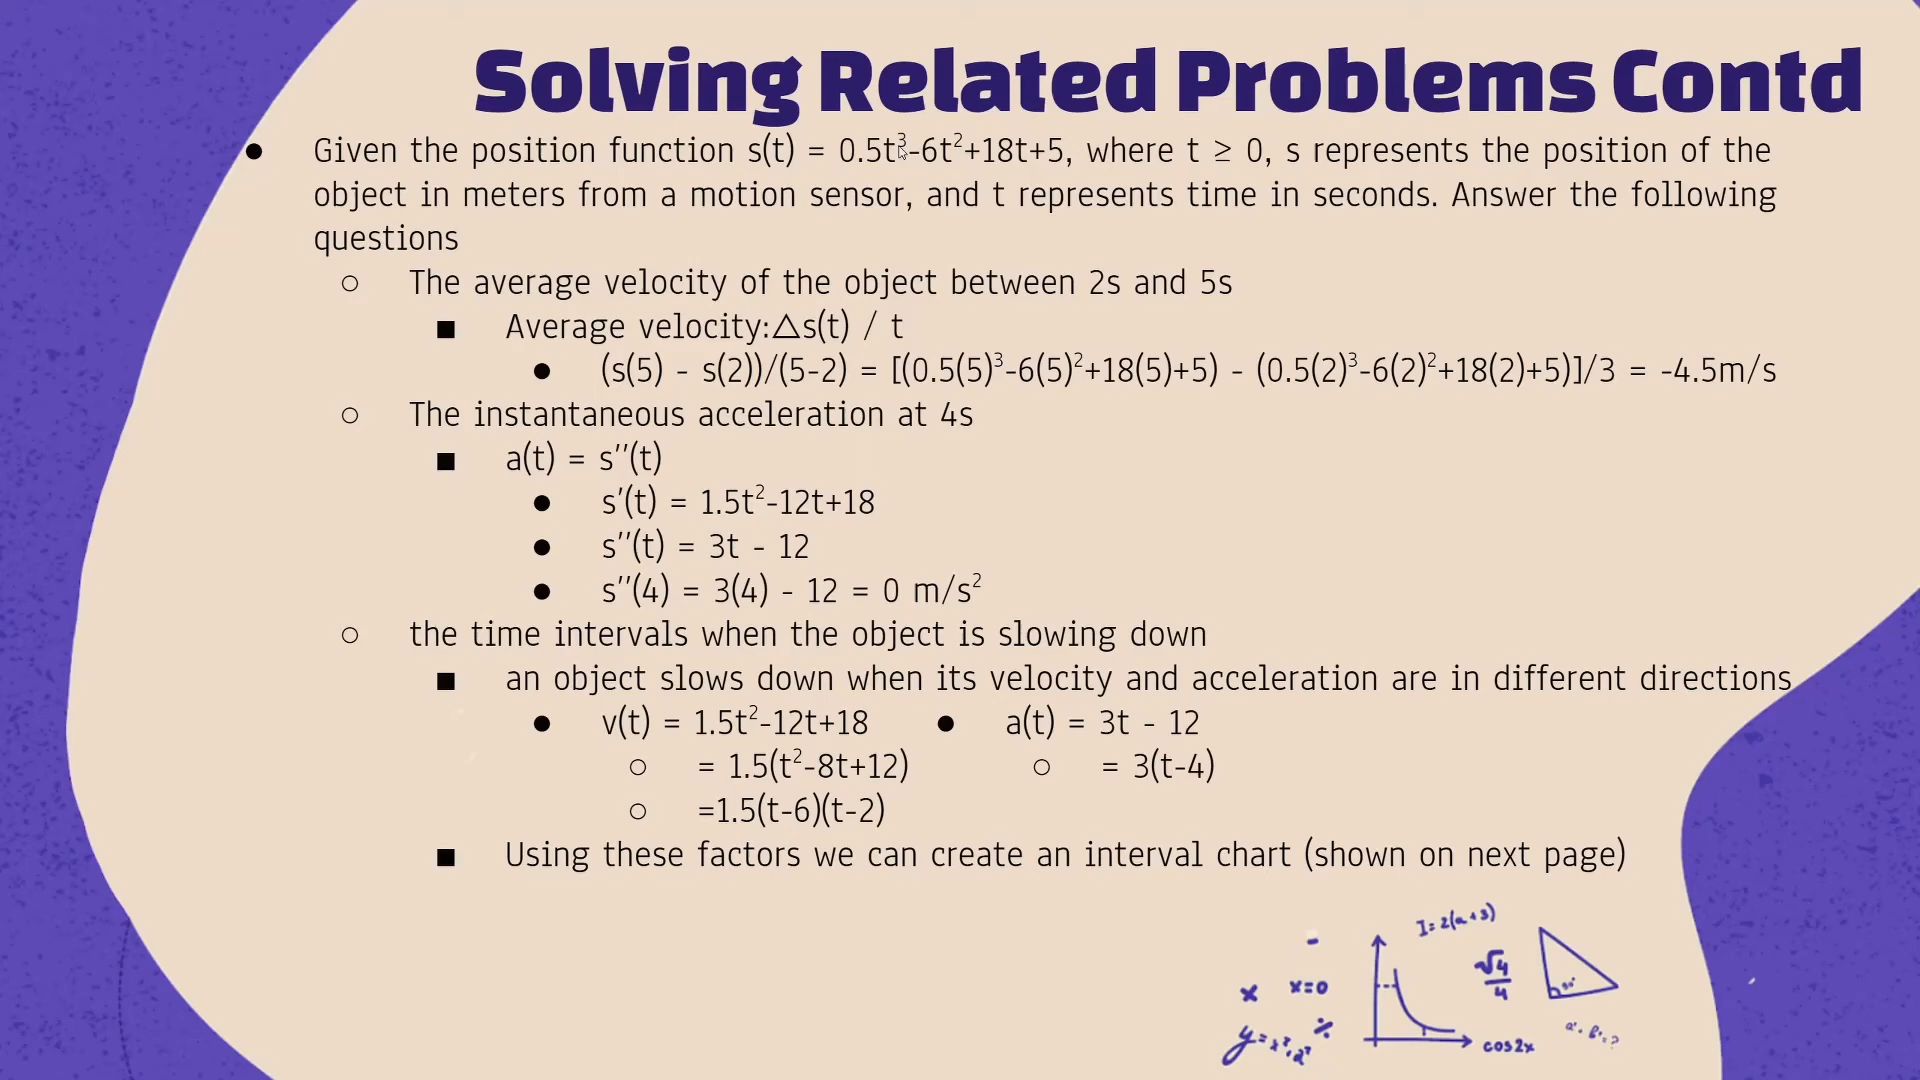 Solving Related Problems Contd
● Given the position function s(t) = 0.5t³-6t²+18t+5, where t ≥ 0, s represents the position of the
object in meters from a motion sensor, and t represents time in seconds. Answer the following
questions
○ The average velocity of the object between 2s and 5s
■ Average velocity:△s(t) / t
● (s(5) - s(2))/(5-2) = [(0.5(5)³-6(5)²+18(5)+5) - (0.5(2)³-6(2)²+18(2)+5)]/3 = -4.5m/s
○ The instantaneous acceleration at 4s
■ a(t) = s’’(t)
● s’(t) = 1.5t²-12t+18
● s’’(t) = 3t - 12
● s’’(4) = 3(4) - 12 = 0 m/s²
○ the time intervals when the object is slowing down
■ an object slows down when its velocity and acceleration are in different directions
● v(t) = 1.5t²-12t+18 ● a(t) = 3t - 12
○ = 1.5(t²-8t+12) ○ = 3(t-4)
○ =1.5(t-6)(t-2)
■ Using these factors we can create an interval chart (shown on next page)
I=2(a+3)
√4/4
x x=0
90°
cos2x